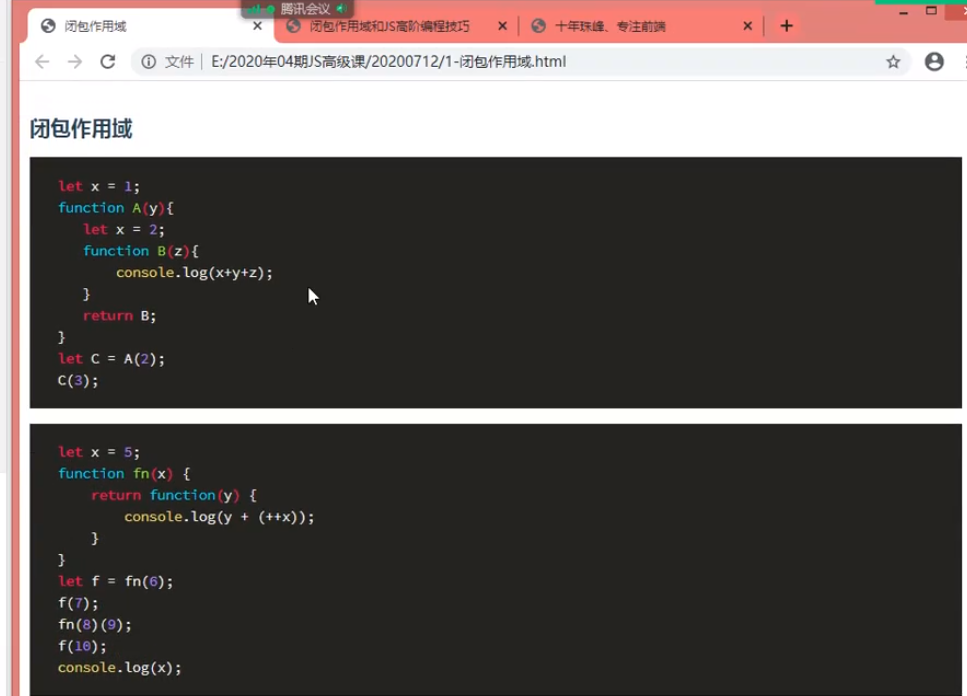 腾讯会议
闭包作用域
闭包作用域和JS高阶编程技巧
十年珠峰、专注前端
文件 | E:/2020年04期JS高级课/20200712/1-闭包作用域.html
闭包作用域
let x = 1;
function A(y){
let x = 2;
function B(z){
console.log(x+y+z);
}
return B;
}
let C = A(2);
C(3);
let x = 5;
function fn(x) {
return function(y) {
console.log(y + (++x));
}
}
let f = fn(6);
f(7);
fn(8)(9);
f(10);
console.log(x);